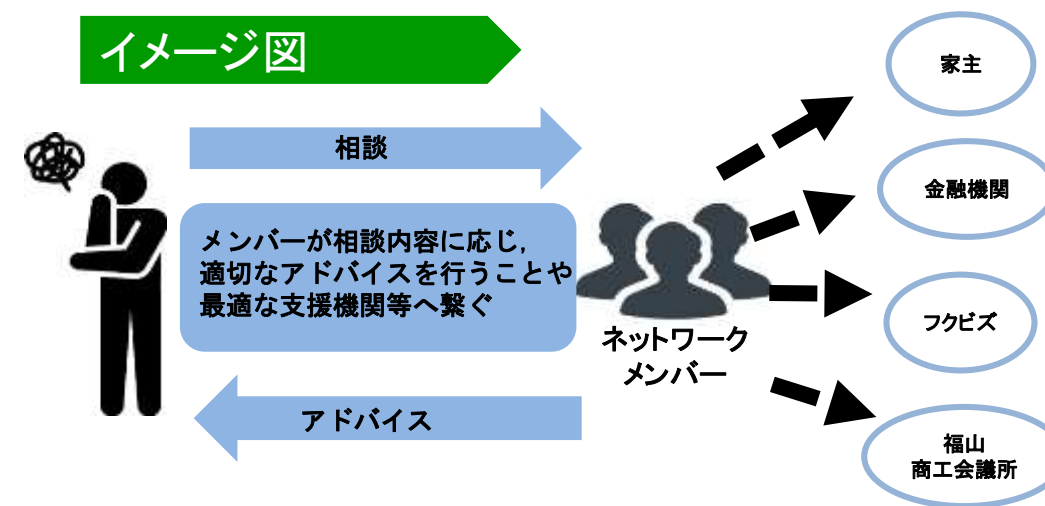 イメージ図
相談
メンバーが相談内容に応じ,
適切なアドバイスを行うことや
最適な支援機関等へ繋ぐ
アドバイス
ネットワーク
メンバー
家主
金融機関
フクビズ
福山
商工会議所